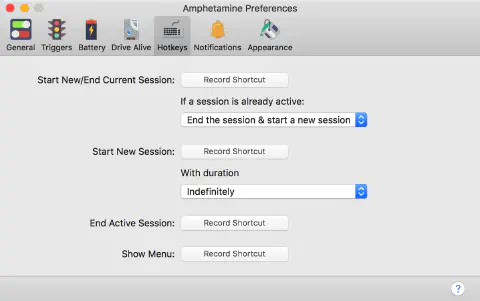 Amphetamine Preferences
General Triggers Battery Drive Alive Hotkeys Notifications Appearance
Start New/End Current Session: Record Shortcut
If a session is already active:
End the session & start a new session
Start New Session: Record Shortcut
With duration
Indefinitely
End Active Session: Record Shortcut
Show Menu: Record Shortcut
?